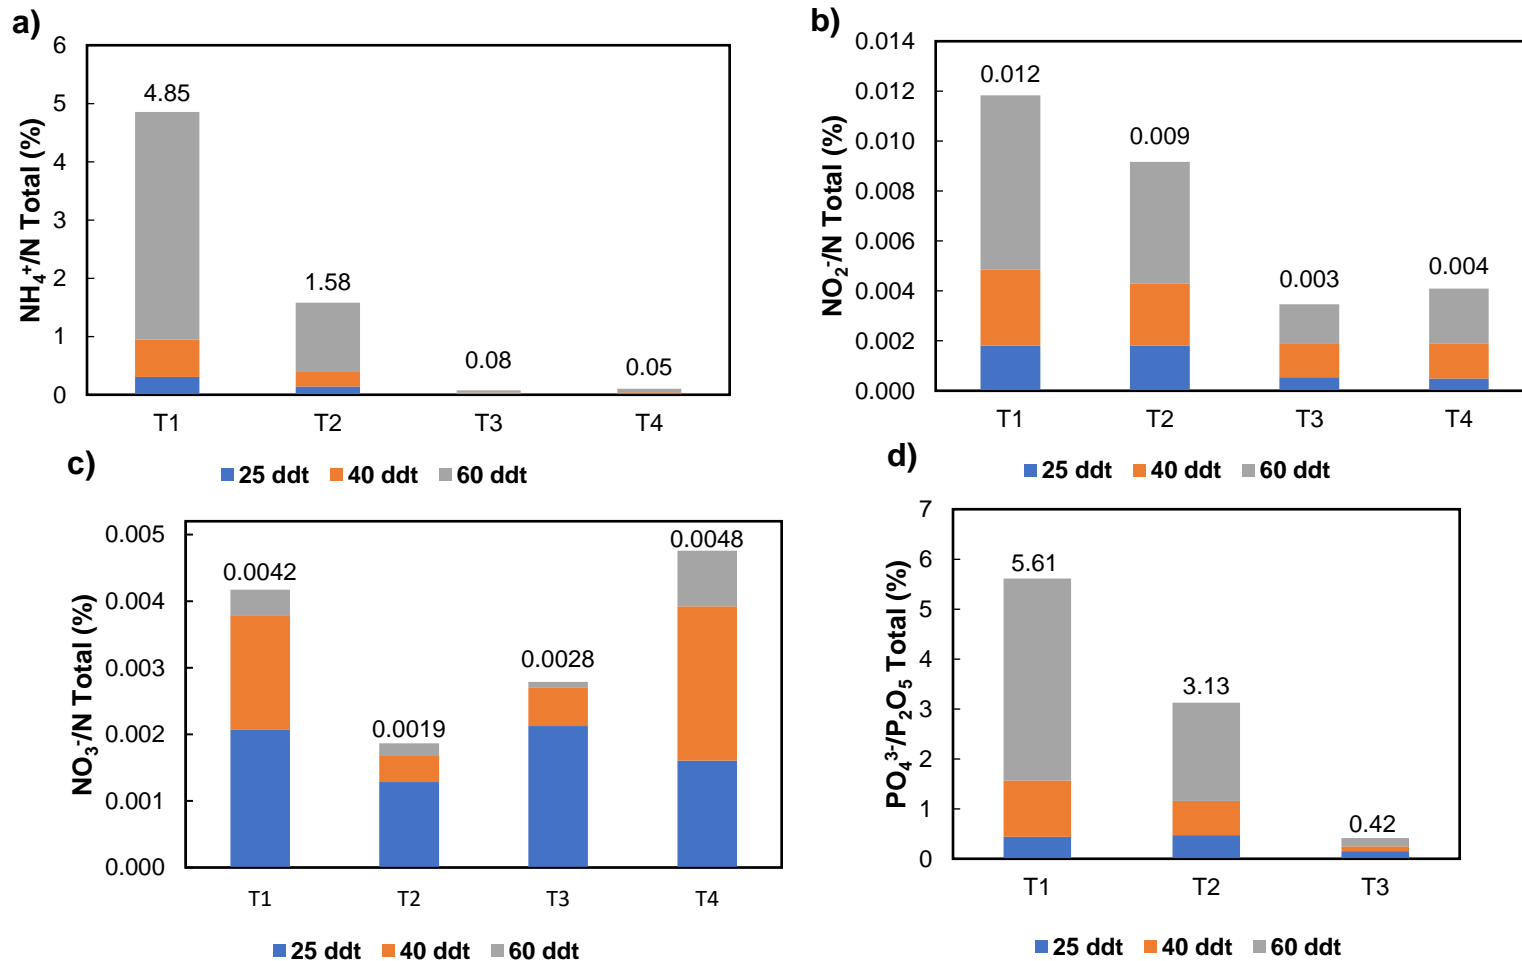 a)
NH₄⁺/N Total (%)
6
5
4
3
2
1
0
4.85
1.58
0.08
0.05
T1 T2 T3 T4
25 ddt 40 ddt 60 ddt
b)
NO₂⁻/N Total (%)
0.014
0.012
0.010
0.008
0.006
0.004
0.002
0.000
0.012
0.009
0.003
0.004
T1 T2 T3 T4
25 ddt 40 ddt 60 ddt
c)
NO₃⁻/N Total (%)
0.005
0.004
0.003
0.002
0.001
0.000
0.0042
0.0019
0.0028
0.0048
T1 T2 T3 T4
25 ddt 40 ddt 60 ddt
d)
PO₄³⁻/P₂O₅ Total (%)
7
6
5
4
3
2
1
0
5.61
3.13
0.42
T1 T2 T3
25 ddt 40 ddt 60 ddt